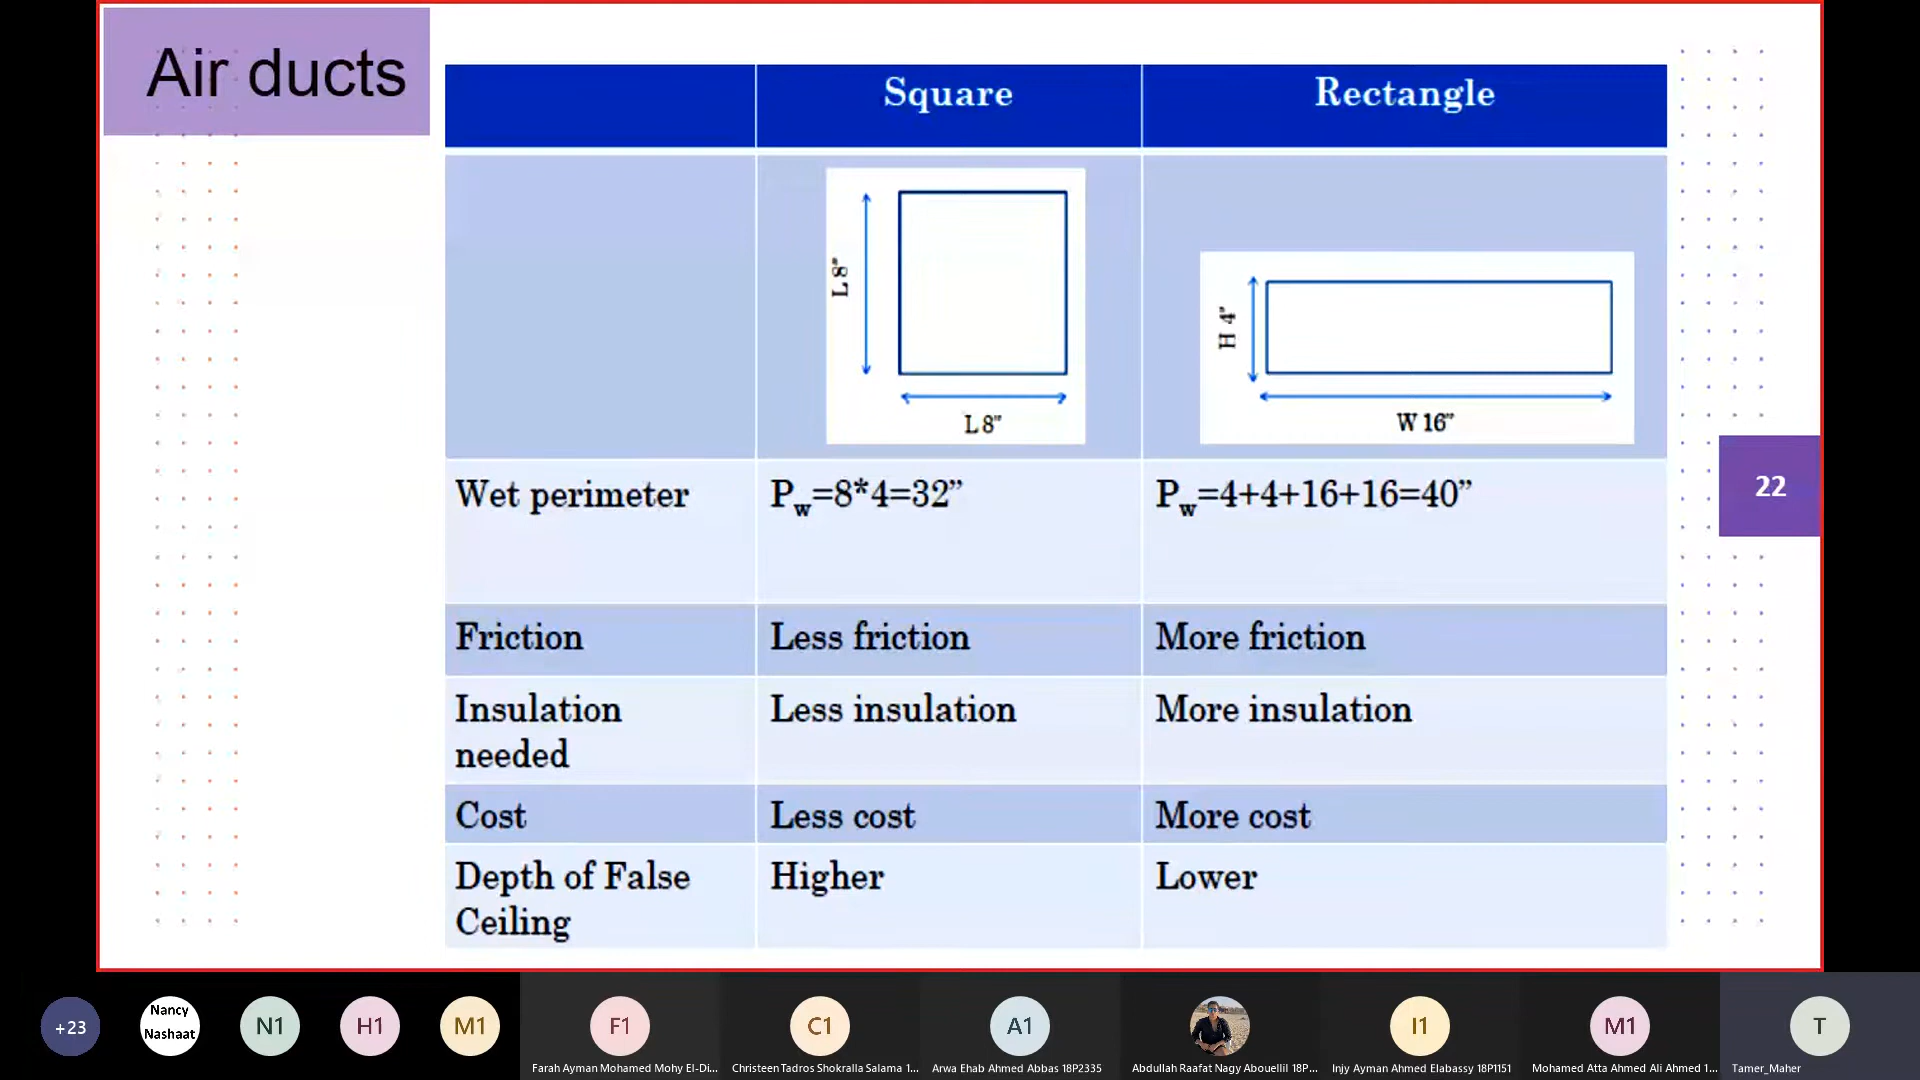 Air ducts
Square
Rectangle
L 8"
L 8"
H 4"
W 16"
Wet perimeter
Pw=8*4=32”
Pw=4+4+16+16=40”
Friction
Less friction
More friction
Insulation
needed
Less insulation
More insulation
Cost
Less cost
More cost
Depth of False
Ceiling
Higher
Lower
22
+23
Nancy
Nashaat
N1
H1
M1
F1
C1
A1
I1
M1
T
Farah Ayman Mohamed Mohy El-Di...
Christeen Tadros Shokralla Salama 1...
Arwa Ehab Ahmed Abbas 18P2335
Abdullah Raafat Nagy Abouellil 18P...
Injy Ayman Ahmed Elabassy 18P1151
Mohamed Atta Ahmed Ali Ahmed 1...
Tamer_Maher